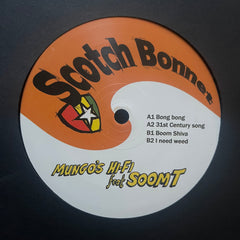 Scotch Bonnet
A1 Bong bong
A2 31st Century song
B1 Boom Shiva
B2 I need weed
MUNGO'S HI-FI
feat SOOMT